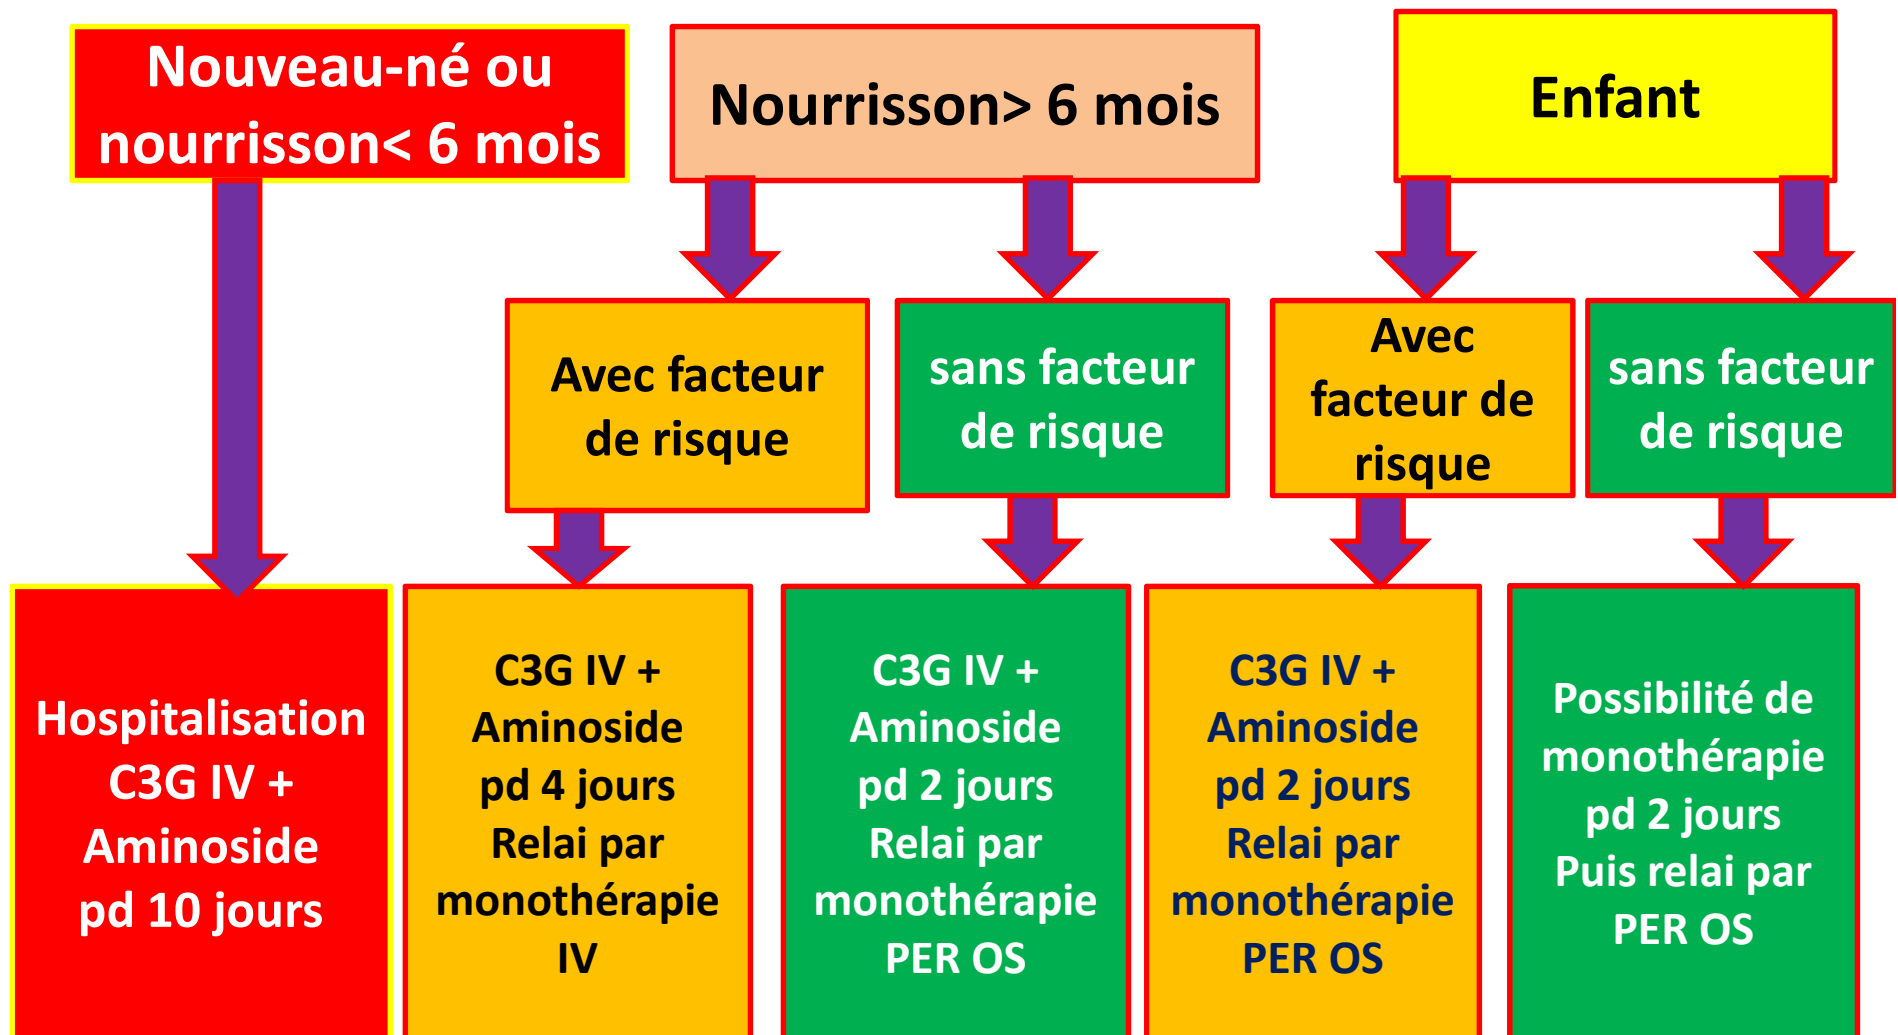 Nouveau-né ou
nourrisson< 6 mois
Nourrisson> 6 mois
Enfant
Avec facteur
de risque
sans facteur
de risque
Avec
facteur de
risque
sans facteur
de risque
Hospitalisation
C3G IV +
Aminoside
pd 10 jours
C3G IV +
Aminoside
pd 4 jours
Relai par
monothérapie
IV
C3G IV +
Aminoside
pd 2 jours
Relai par
monothérapie
PER OS
C3G IV +
Aminoside
pd 2 jours
Relai par
monothérapie
PER OS
Possibilité de
monothérapie
pd 2 jours
Puis relai par
PER OS